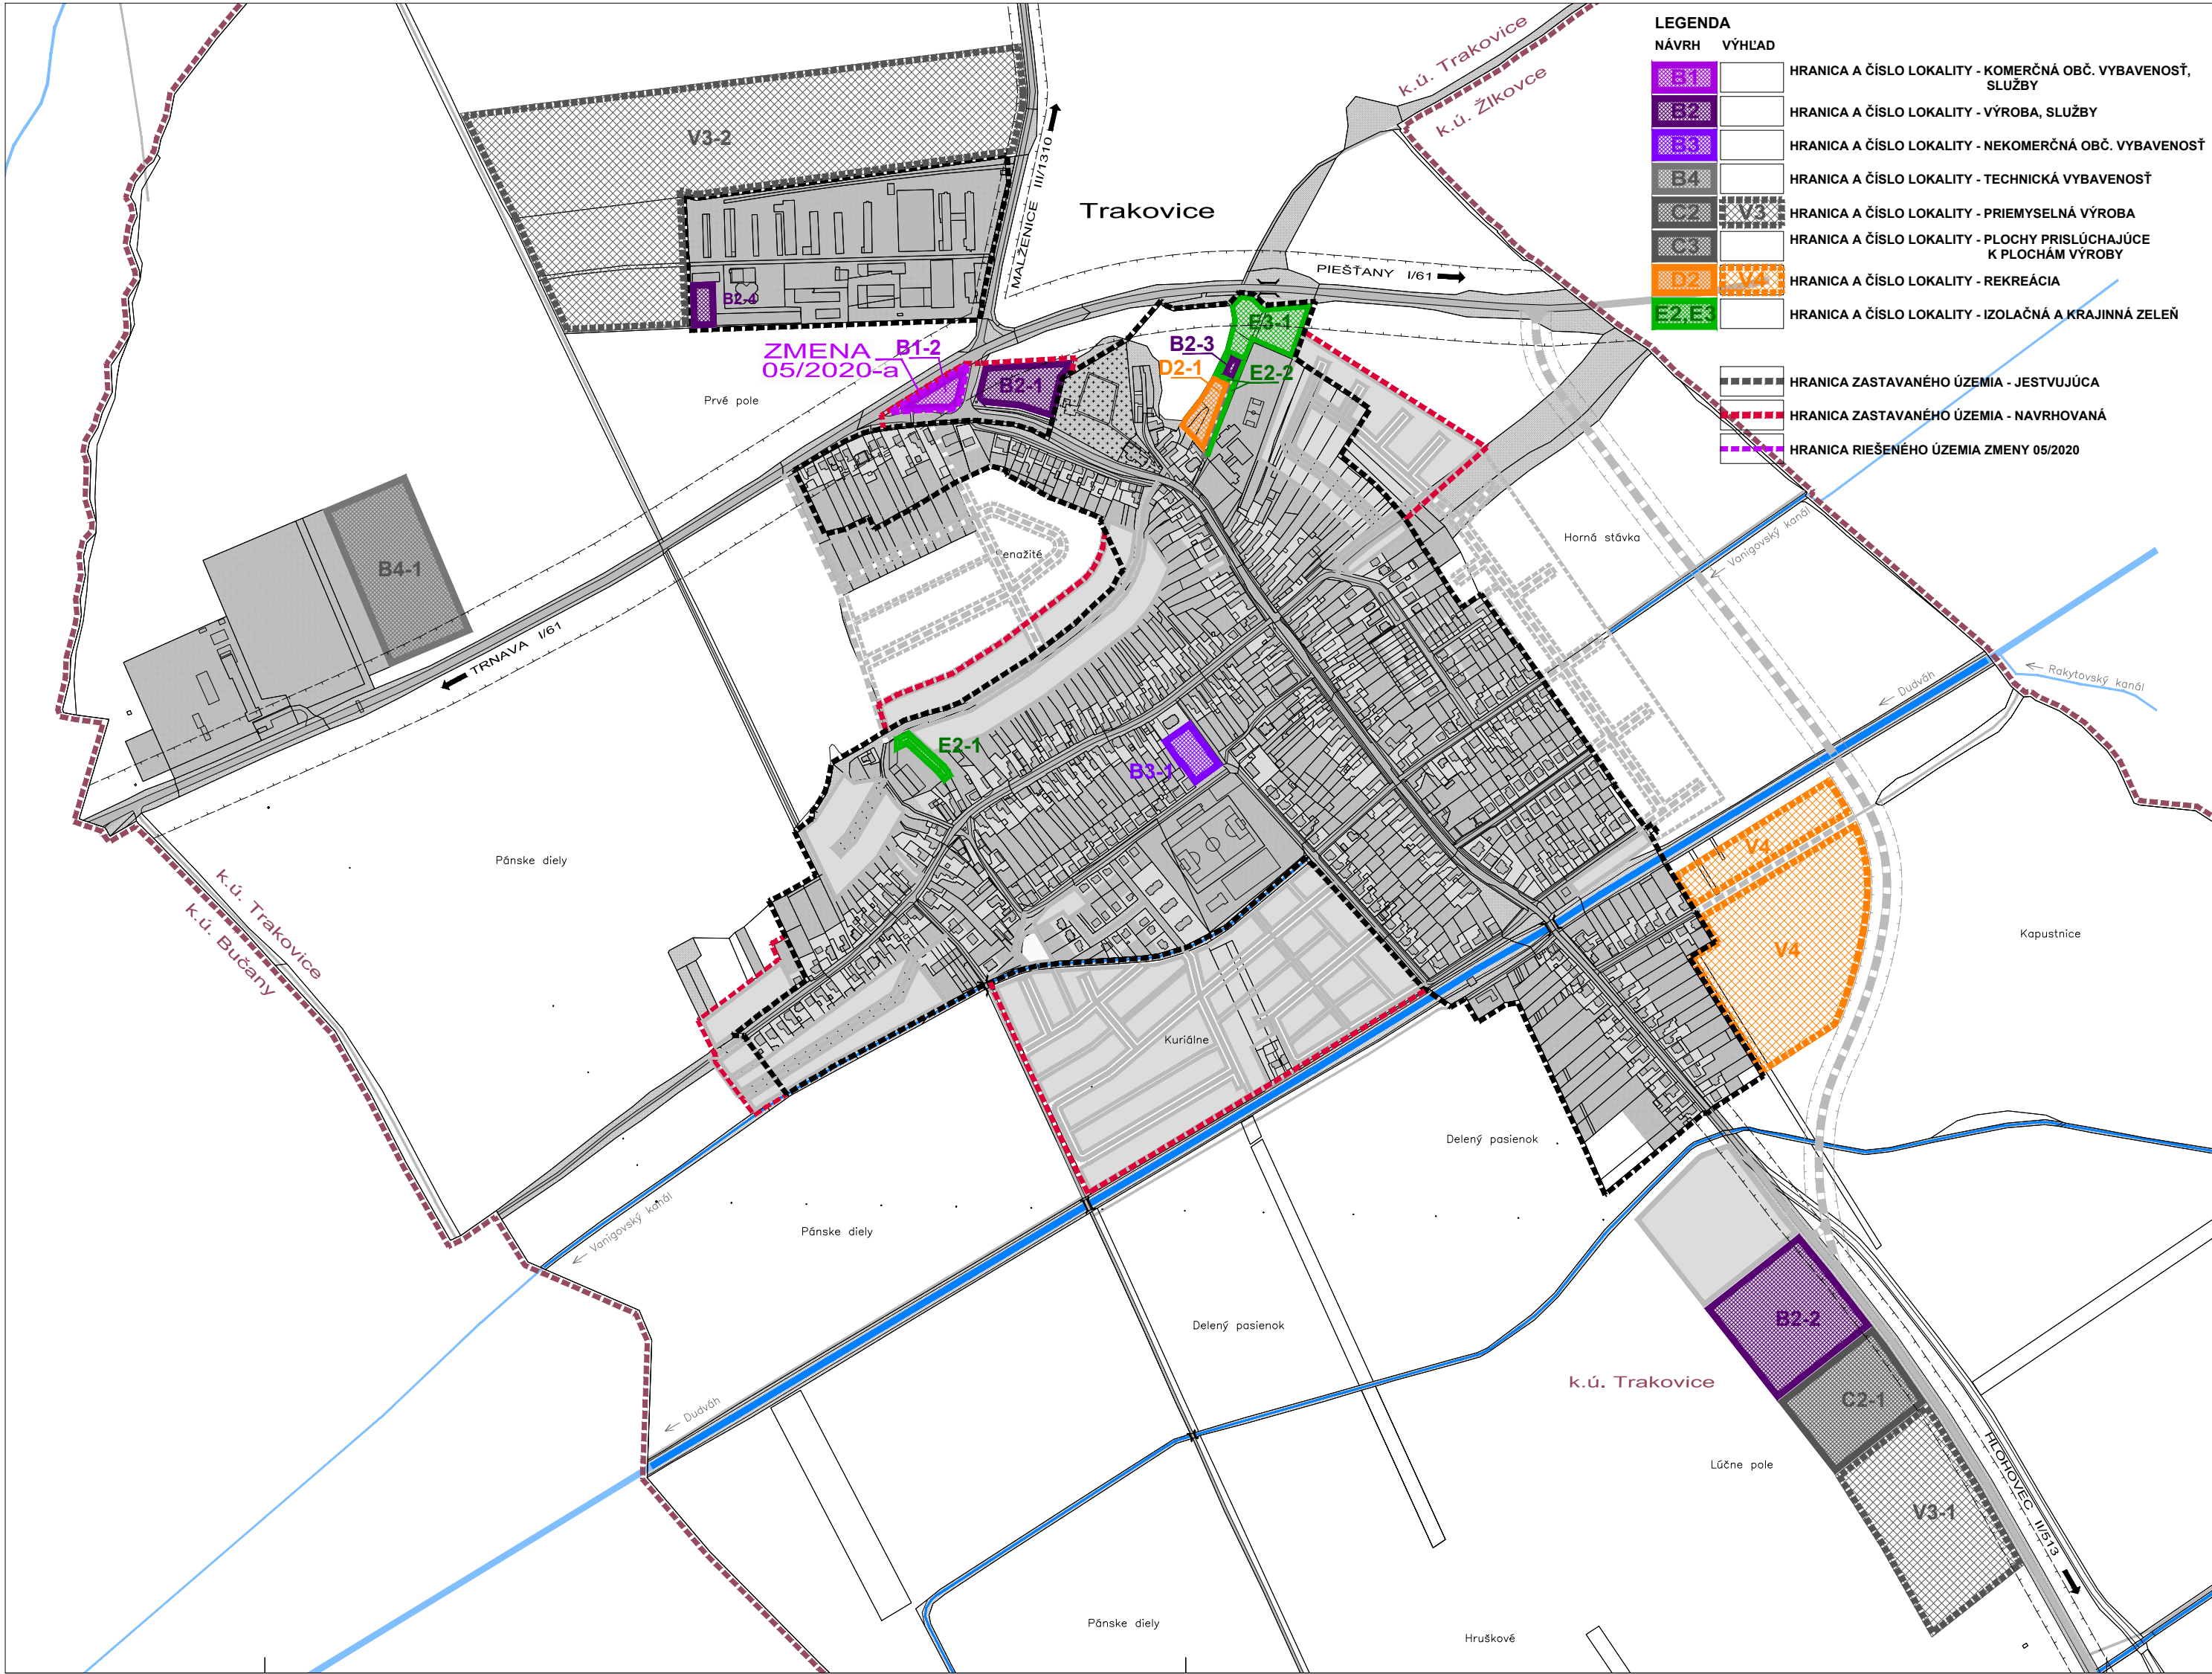 LEGENDA
NÁVRH VÝHĽAD
B1 HRANICA A ČÍSLO LOKALITY - KOMERČNÁ OBČ. VYBAVENOSŤ,
SLUŽBY
B2 HRANICA A ČÍSLO LOKALITY - VÝROBA, SLUŽBY
B3 HRANICA A ČÍSLO LOKALITY - NEKOMERČNÁ OBČ. VYBAVENOSŤ
B4 HRANICA A ČÍSLO LOKALITY - TECHNICKÁ VYBAVENOSŤ
C2 V3 HRANICA A ČÍSLO LOKALITY - PRIEMYSELNÁ VÝROBA
C3 HRANICA A ČÍSLO LOKALITY - PLOCHY PRISLÚCHAJÚCE
K PLOCHÁM VÝROBY
D2 V4 HRANICA A ČÍSLO LOKALITY - REKREÁCIA
E2, E3 HRANICA A ČÍSLO LOKALITY - IZOLAČNÁ A KRAJINNÁ ZELEŇ
HRANICA ZASTAVANÉHO ÚZEMIA - JESTVUJÚCA
HRANICA ZASTAVANÉHO ÚZEMIA - NAVRHOVANÁ
HRANICA RIEŠENÉHO ÚZEMIA ZMENY 05/2020
k.ú. Trakovice
k.ú. Žlkovce
V3-2
MALŽENICE III/1310
Trakovice
PIEŠŤANY I/61
B2-4
E3-1
ZMENA
05/2020-a
B1-2
B2-1
B2-3
D2-1
E2-2
Prvé pole
Horná stávka
Vanigovský kanál
enažité
B4-1
TRNAVA I/61
Dudváh
Rakytovský kanál
E2-1
B3-1
V4
Pánske diely
k.ú. Trakovice
k.ú. Bučany
V4
Kapustnice
Kuriálne
Delený pasienok
Vanigovský kanál
Pánske diely
Delený pasienok
B2-2
k.ú. Trakovice
C2-1
Dudváh
Lúčne pole
HLOHOVEC II/513
V3-1
Pánske diely
Hruškové